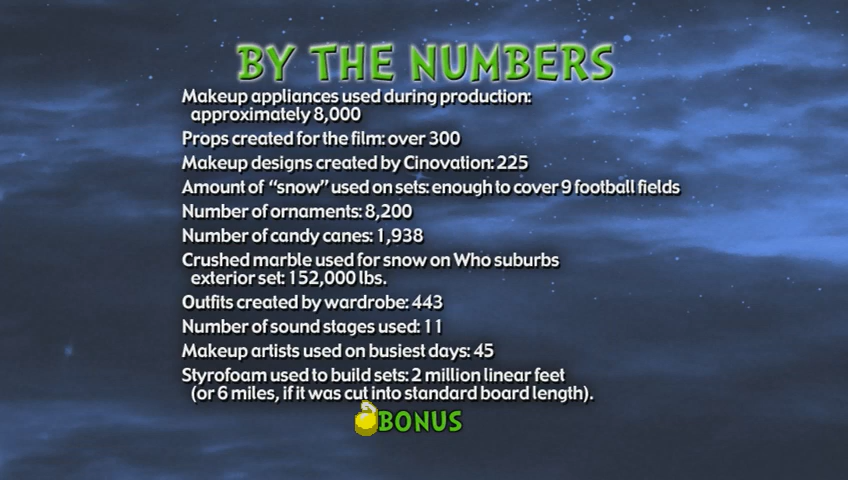 BY THE NUMBERS
Makeup appliances used during production:
approximately 8,000
Props created for the film: over 300
Makeup designs created by Cinovation: 225
Amount of “snow” used on sets: enough to cover 9 football fields
Number of ornaments: 8,200
Number of candy canes: 1,938
Crushed marble used for snow on Who suburbs
exterior set: 152,000 lbs.
Outfits created by wardrobe: 443
Number of sound stages used: 11
Makeup artists used on busiest days: 45
Styrofoam used to build sets: 2 million linear feet
(or 6 miles, if it was cut into standard board length).
BONUS